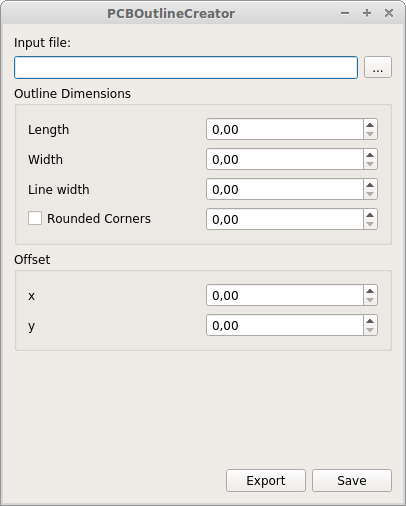 PCBOutlineCreator
Input file:
...
Outline Dimensions
Length 0,00
Width 0,00
Line width 0,00
Rounded Corners 0,00
Offset
x 0,00
y 0,00
Export Save